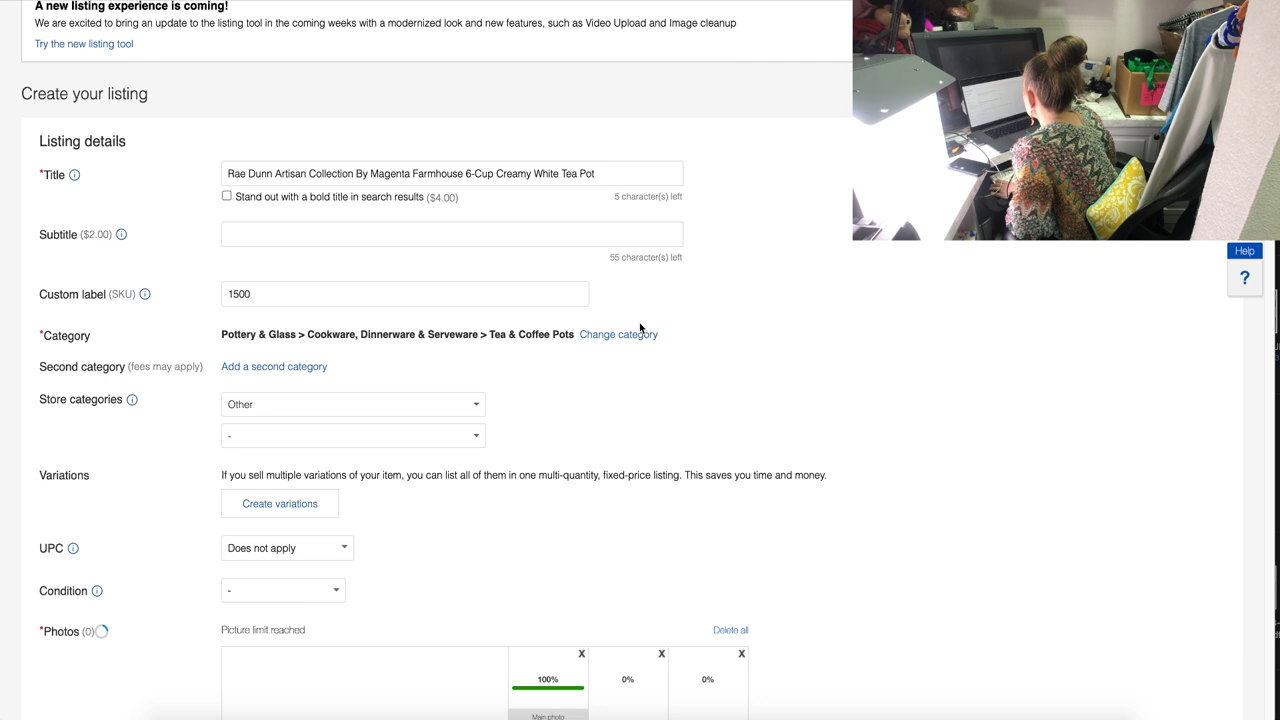 A new listing experience is coming!
We are excited to bring an update to the listing tool in the coming weeks with a modernized look and new features, such as Video Upload and Image cleanup
Try the new listing tool
Create your listing
Listing details
*Title
Rae Dunn Artisan Collection By Magenta Farmhouse 6-Cup Creamy White Tea Pot
Stand out with a bold title in search results ($4.00)
5 character(s) left
Subtitle ($2.00)
55 character(s) left
Custom label (SKU)
1500
*Category
Pottery & Glass > Cookware, Dinnerware & Serveware > Tea & Coffee Pots Change category
Second category (fees may apply)
Add a second category
Store categories
Other
-
Variations
If you sell multiple variations of your item, you can list all of them in one multi-quantity, fixed-price listing. This saves you time and money.
Create variations
UPC
Does not apply
Condition
-
*Photos (0)
Picture limit reached
Delete all
X X X
100% 0% 0%
Main photo
Help
?